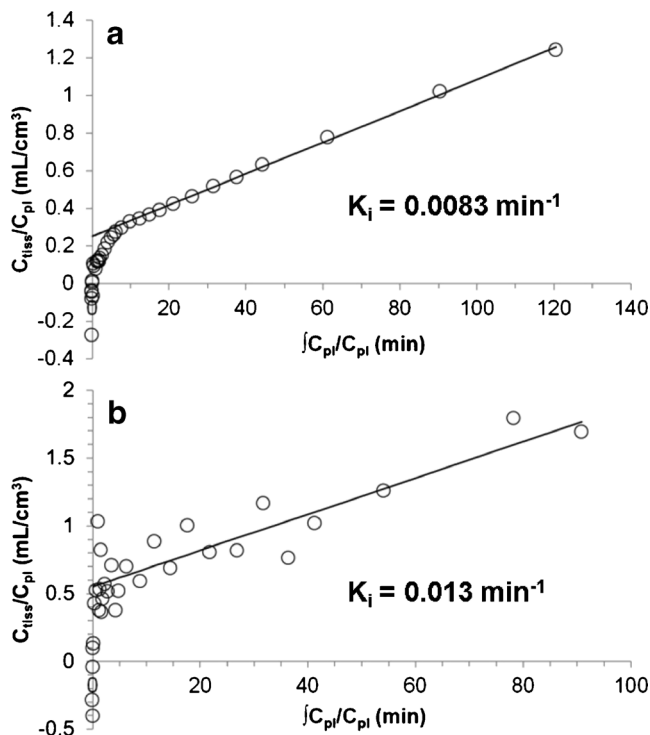 a
1.4
1.2
1
0.8
0.6
0.4
0.2
0
-0.2
-0.4
C_tiss/C_pl (mL/cm³)
K_i = 0.0083 min⁻¹
0 20 40 60 80 100 120 140
∫C_pl/C_pl (min)
b
2
1.5
1
0.5
0
-0.5
C_tiss/C_pl (mL/cm³)
K_i = 0.013 min⁻¹
0 20 40 60 80 100
∫C_pl/C_pl (min)